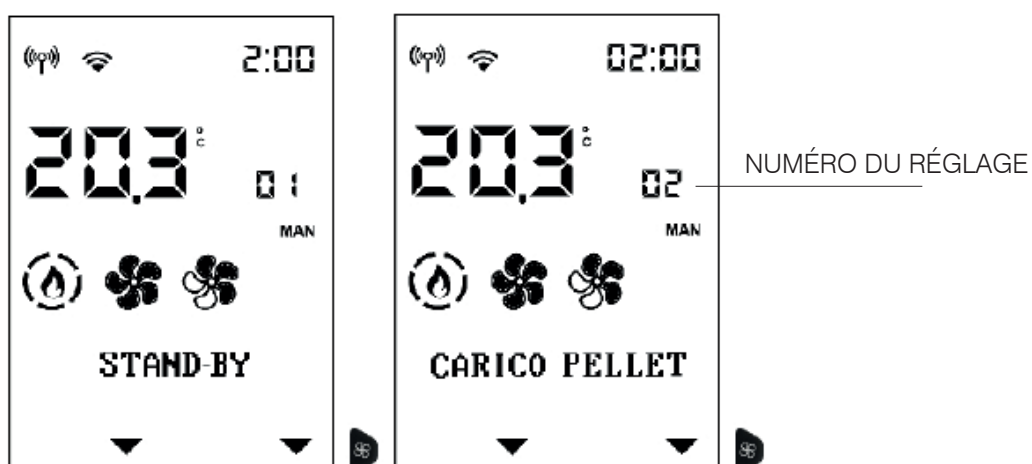 2:00
20.3 °C
01
MAN
STAND-BY
02:00
20.3 °C
02
NUMÉRO DU RÉGLAGE
MAN
CARICO PELLET